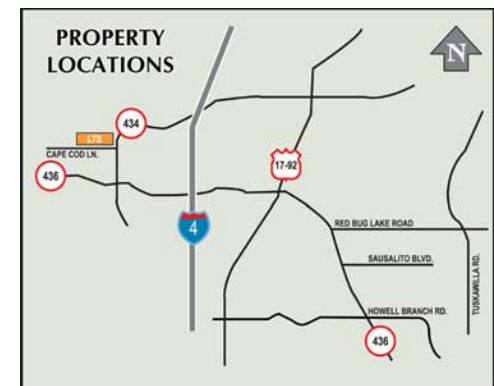 PROPERTY
LOCATIONS
N
434
LTS
CAPE COD LN.
436
17-92
4
RED BUG LAKE ROAD
SAUSALITO BLVD.
TUSKAWILLA RD.
HOWELL BRANCH RD.
436